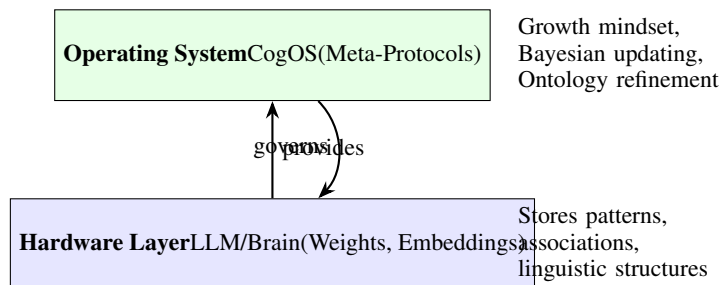 Operating SystemCogOS(Meta-Protocols)
Growth mindset,
Bayesian updating,
Ontology refinement
governs
provides
Hardware LayerLLM/Brain(Weights, Embeddings)
Stores patterns,
associations,
linguistic structures